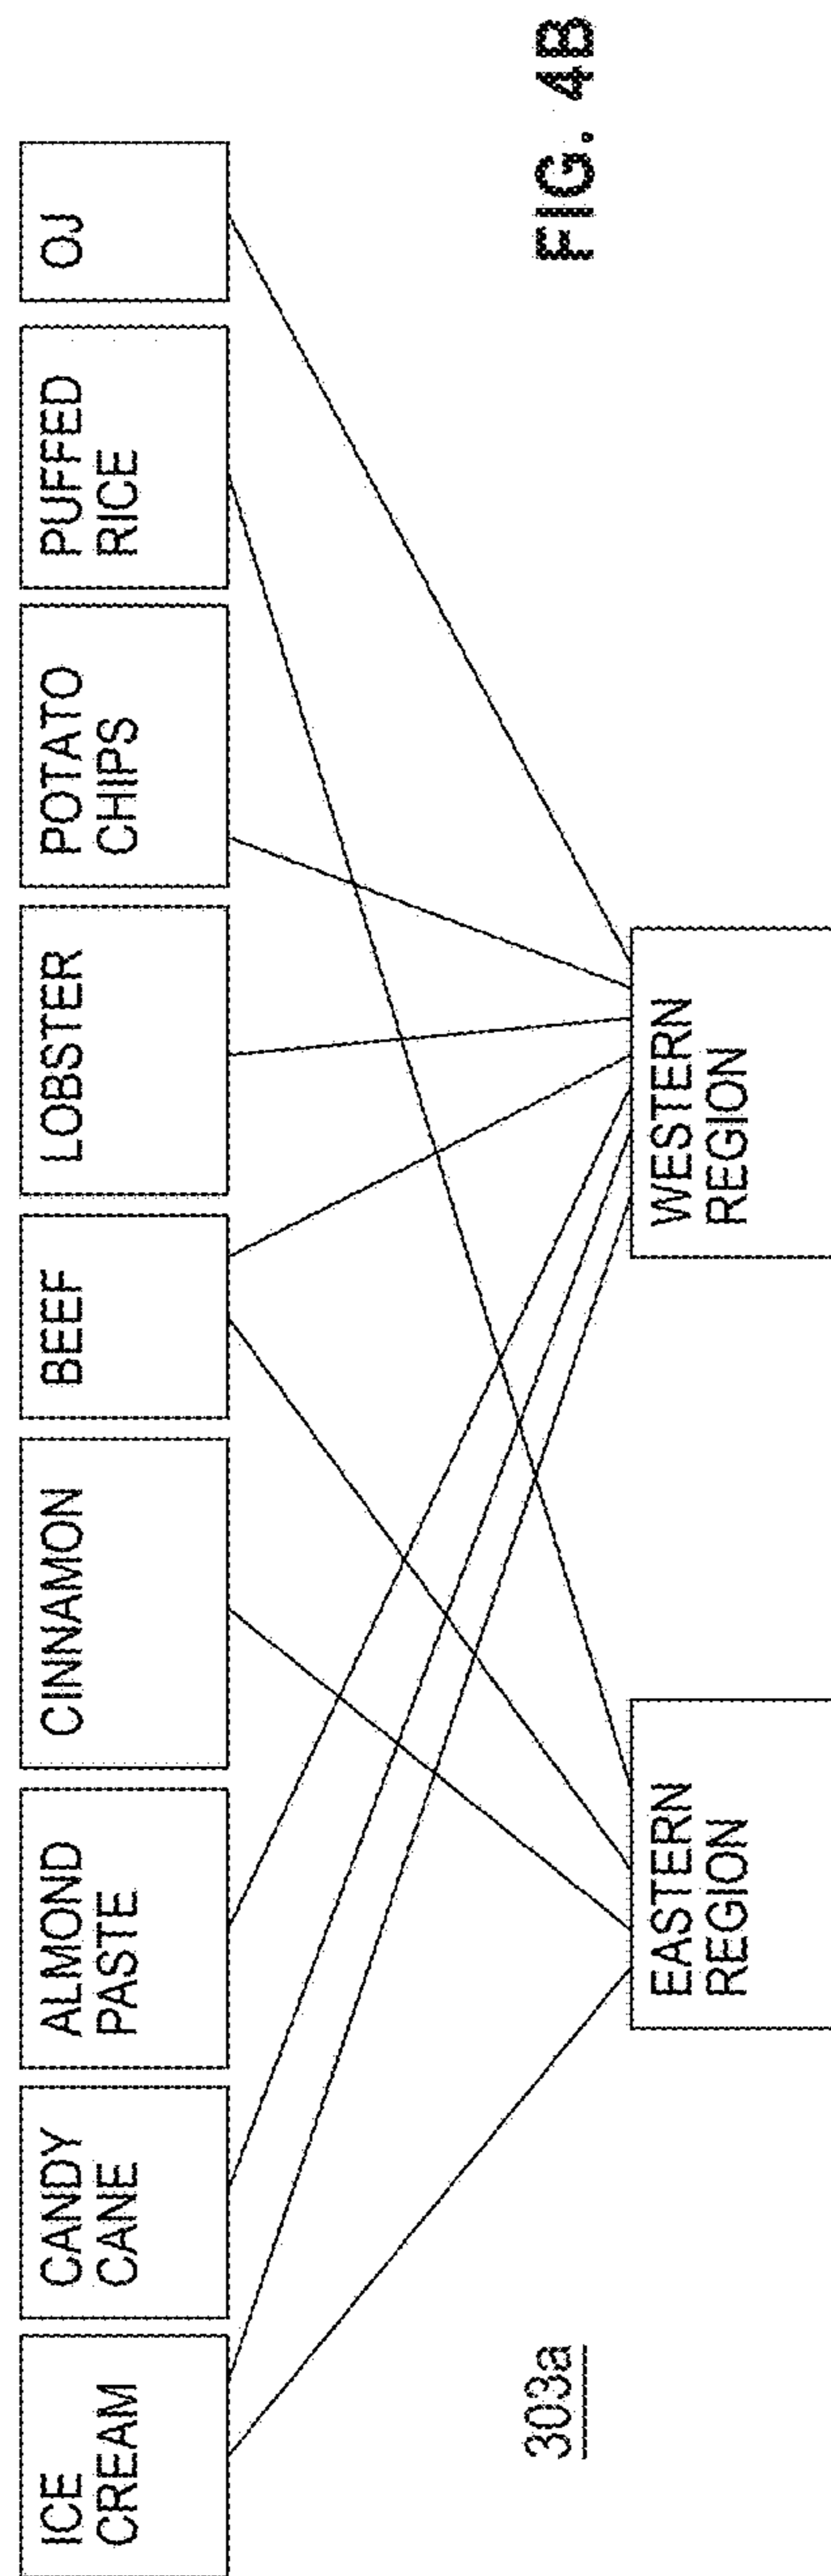 ICE
CREAM
CANDY
CANE
ALMOND
PASTE
CINNAMON
BEEF
LOBSTER
POTATO
CHIPS
PUFFED
RICE
OJ
303a
EASTERN
REGION
WESTERN
REGION
FIG. 4B